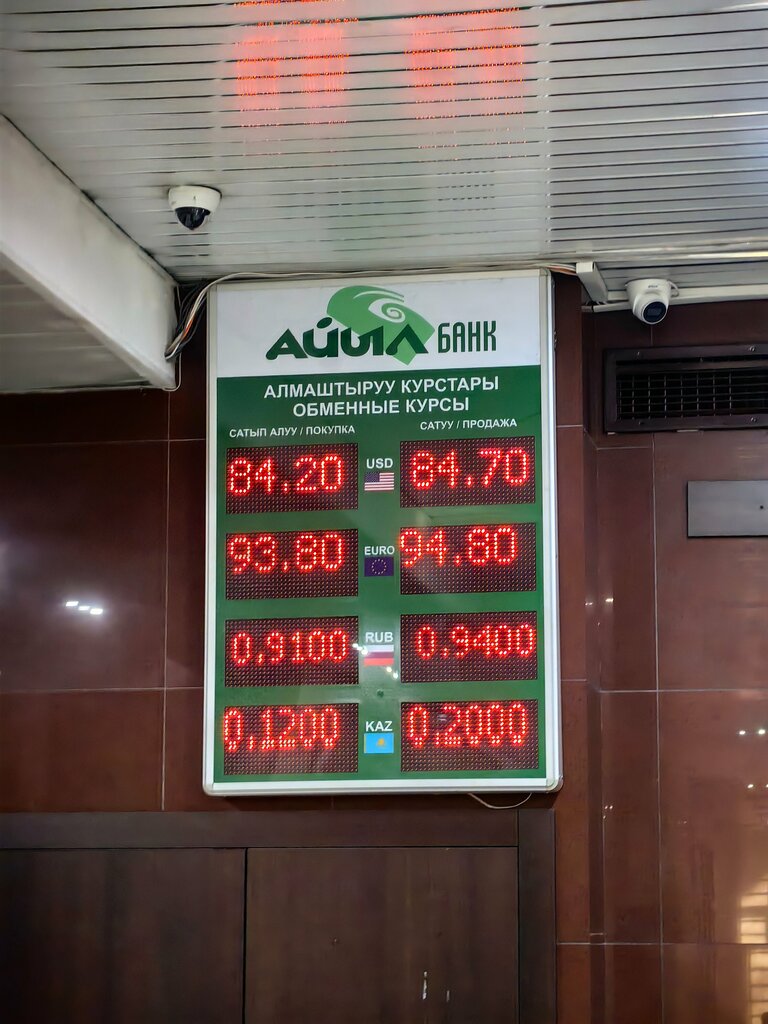 АЙЫЛ БАНК
АЛМАШТЫРУУ КУРСТАРЫ
ОБМЕННЫЕ КУРСЫ
САТЫП АЛУУ / ПОКУПКА САТУУ / ПРОДАЖА
84.20 USD 84.70
93.80 EURO 94.80
0.9100 RUB 0.9400
0.1200 KAZ 0.2000